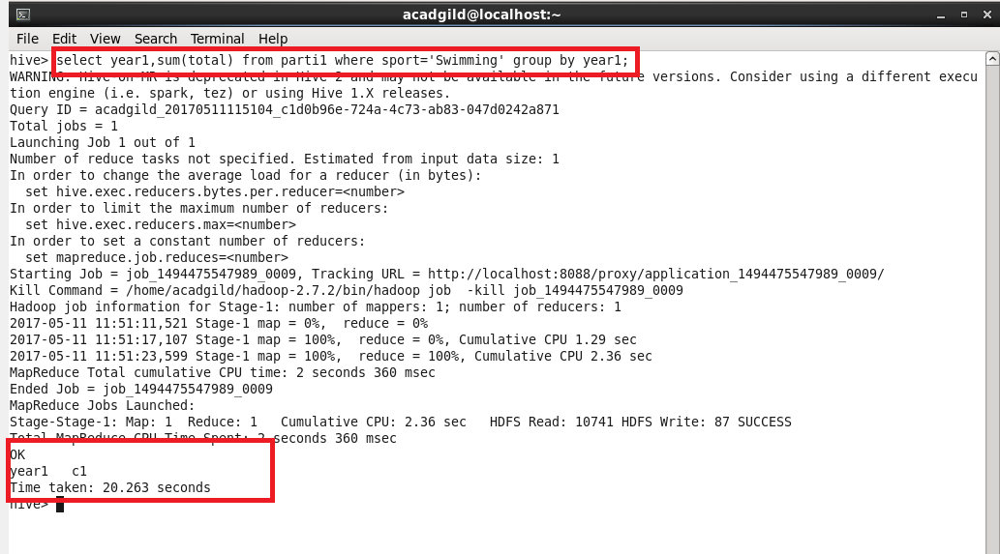 acadgild@localhost:~
File Edit View Search Terminal Help
hive> select year1,sum(total) from parti1 where sport='Swimming' group by year1;
WARNING: Hive-on-MR is deprecated in Hive 2 and may not be available in the future versions. Consider using a different execu
tion engine (i.e. spark, tez) or using Hive 1.X releases.
Query ID = acadgild_20170511115104_c1d0b96e-724a-4c73-ab83-047d0242a871
Total jobs = 1
Launching Job 1 out of 1
Number of reduce tasks not specified. Estimated from input data size: 1
In order to change the average load for a reducer (in bytes):
  set hive.exec.reducers.bytes.per.reducer=<number>
In order to limit the maximum number of reducers:
  set hive.exec.reducers.max=<number>
In order to set a constant number of reducers:
  set mapreduce.job.reduces=<number>
Starting Job = job_1494475547989_0009, Tracking URL = http://localhost:8088/proxy/application_1494475547989_0009/
Kill Command = /home/acadgild/hadoop-2.7.2/bin/hadoop job  -kill job_1494475547989_0009
Hadoop job information for Stage-1: number of mappers: 1; number of reducers: 1
2017-05-11 11:51:11,521 Stage-1 map = 0%,  reduce = 0%
2017-05-11 11:51:17,107 Stage-1 map = 100%,  reduce = 0%, Cumulative CPU 1.29 sec
2017-05-11 11:51:23,599 Stage-1 map = 100%,  reduce = 100%, Cumulative CPU 2.36 sec
MapReduce Total cumulative CPU time: 2 seconds 360 msec
Ended Job = job_1494475547989_0009
MapReduce Jobs Launched:
Stage-Stage-1: Map: 1  Reduce: 1   Cumulative CPU: 2.36 sec   HDFS Read: 10741 HDFS Write: 87 SUCCESS
Total MapReduce CPU Time Spent: 2 seconds 360 msec
OK
year1   c1
Time taken: 20.263 seconds
hive>